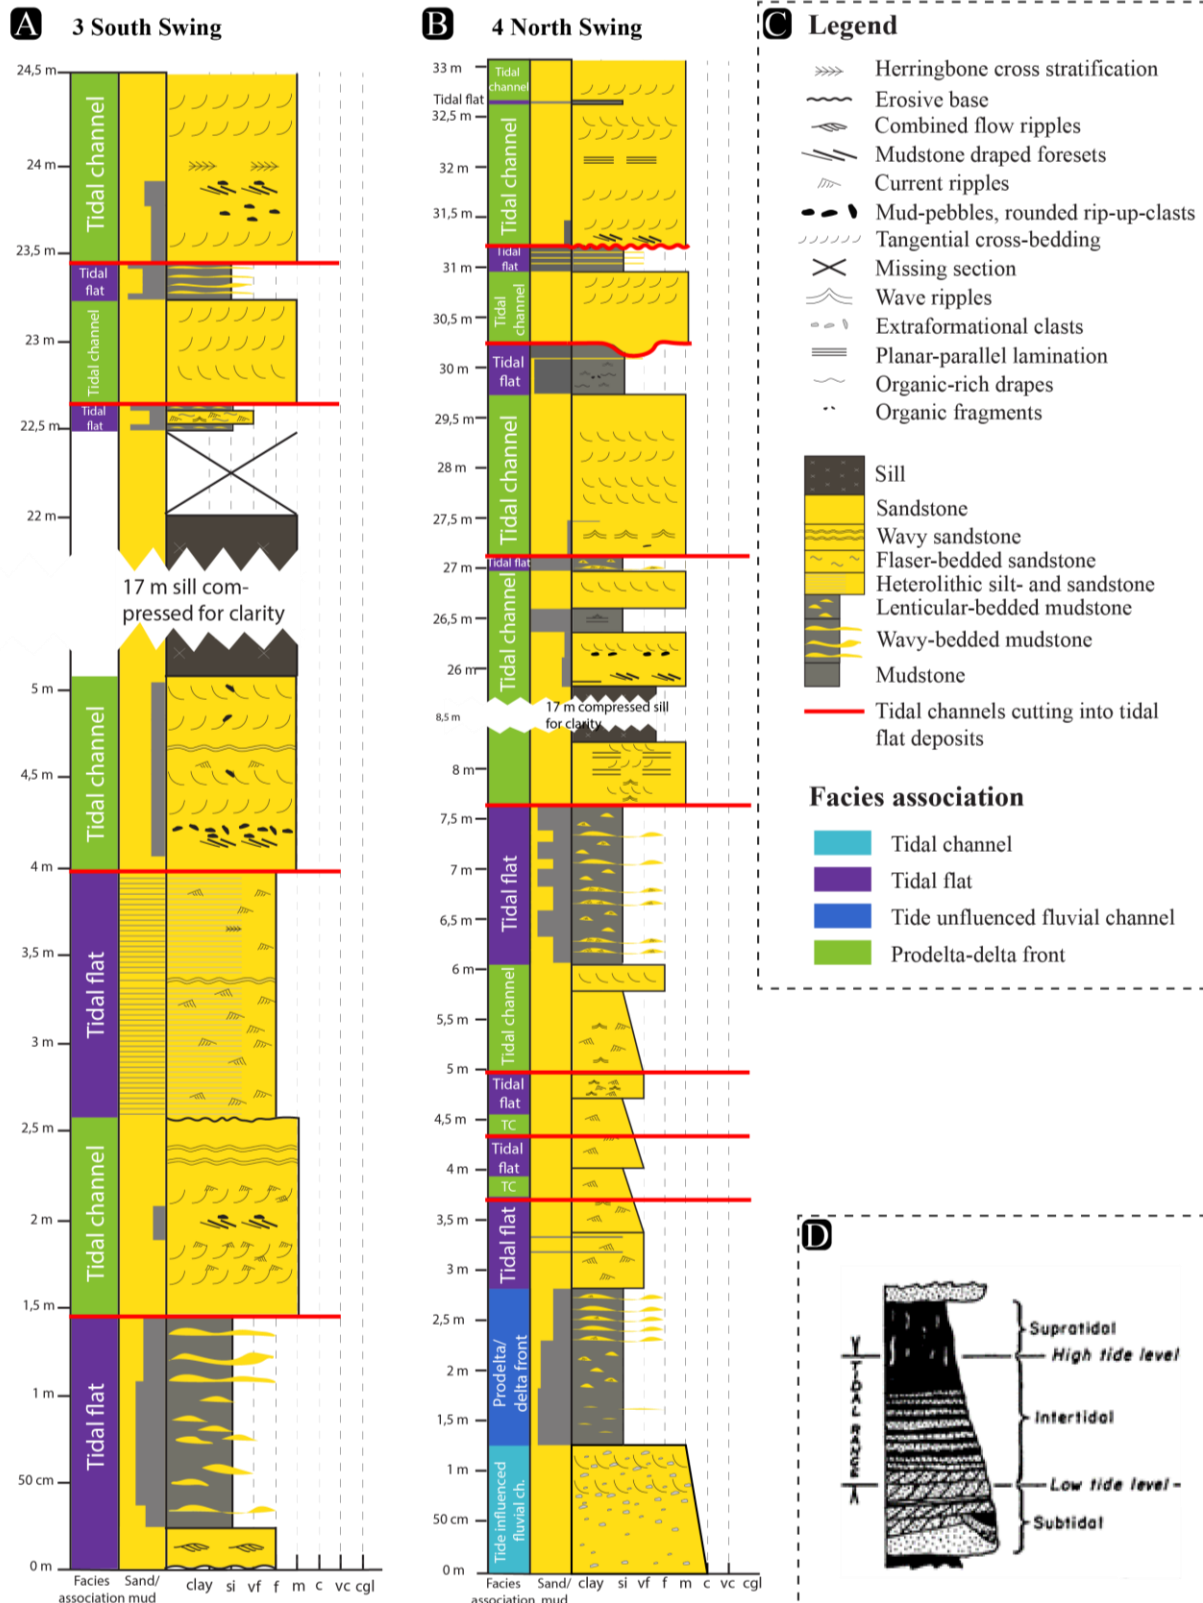 A
3 South Swing
24,5 m
24 m
23,5 m
23 m
22,5 m
22 m
5 m
4,5 m
4 m
3,5 m
3 m
2,5 m
2 m
1,5 m
1 m
50 cm
0 m
Tidal channel
Tidal
flat
Tidal channel
Tidal
flat
17 m sill com-
pressed for clarity
Tidal channel
Tidal flat
Tidal channel
Tidal flat
Facies
association
Sand/
mud
clay si vf f m c vc cgl
B
4 North Swing
33 m
Tidal flat
32,5 m
32 m
31,5 m
31 m
30,5 m
30 m
29,5 m
28 m
27,5 m
27 m
26,5 m
26 m
8,5 m
8 m
7,5 m
7 m
6,5 m
6 m
5,5 m
5 m
4,5 m
4 m
3,5 m
3 m
2,5 m
2 m
1,5 m
1 m
50 cm
0 m
Tidal
channel
Tidal channel
Tidal
flat
Tidal
channel
Tidal
flat
Tidal channel
Tidal flat
Tidal channel
17 m compressed sill
for clarity
Tidal flat
Tidal channel
Tidal
flat
TC
Tidal
flat
TC
Tidal flat
Prodelta/
delta front
Tide influenced
fluvial ch.
Facies
association
Sand/
mud
clay si vf f m c vc cgl
C
Legend
Herringbone cross stratification
Erosive base
Combined flow ripples
Mudstone draped foresets
Current ripples
Mud-pebbles, rounded rip-up-clasts
Tangential cross-bedding
Missing section
Wave ripples
Extraformational clasts
Planar-parallel lamination
Organic-rich drapes
Organic fragments
Sill
Sandstone
Wavy sandstone
Flaser-bedded sandstone
Heterolithic silt- and sandstone
Lenticular-bedded mudstone
Wavy-bedded mudstone
Mudstone
Tidal channels cutting into tidal
flat deposits
Facies association
Tidal channel
Tidal flat
Tide unfluenced fluvial channel
Prodelta-delta front
D
TIDAL RANGE
Supratidal
High tide level
Intertidal
Low tide level
Subtidal